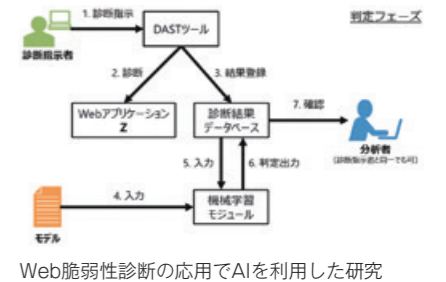 判定フェーズ
1. 診断指示
DASTツール
診断指示者
2. 診断
3. 結果登録
Webアプリケーション
Z
診断結果
データベース
7. 確認
分析者
(診断指示者と同一でも可)
5. 入力
6. 判定出力
4. 入力
機械学習
モジュール
モデル
Web脆弱性診断の応用でAIを利用した研究